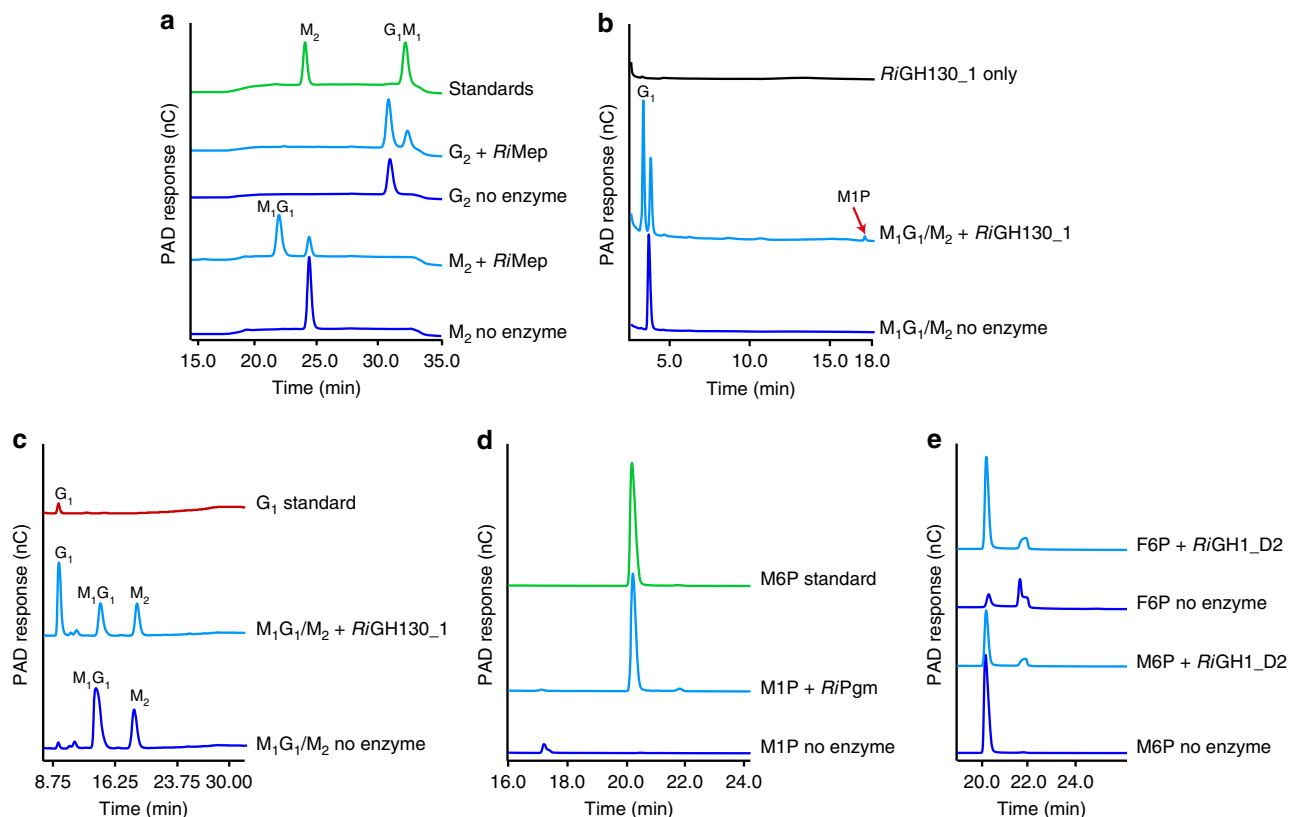 a
M₂
G₁M₁
Standards
G₂ + RiMep
G₂ no enzyme
M₁G₁
M₂ + RiMep
M₂ no enzyme
PAD response (nC)
15.0 20.0 25.0 30.0 35.0
Time (min)
b
RiGH130_1 only
G₁
M1P
M₁G₁/M₂ + RiGH130_1
M₁G₁/M₂ no enzyme
PAD response (nC)
5.0 10.0 15.0 18.0
Time (min)
c
G₁
G₁ standard
G₁
M₁G₁
M₂
M₁G₁/M₂ + RiGH130_1
M₁G₁
M₂
M₁G₁/M₂ no enzyme
PAD response (nC)
8.75 16.25 23.75 30.00
Time (min)
d
M6P standard
M1P + RiPgm
M1P no enzyme
PAD response (nC)
16.0 18.0 20.0 22.0 24.0
Time (min)
e
F6P + RiGH1_D2
F6P no enzyme
M6P + RiGH1_D2
M6P no enzyme
PAD response (nC)
20.0 22.0 24.0
Time (min)